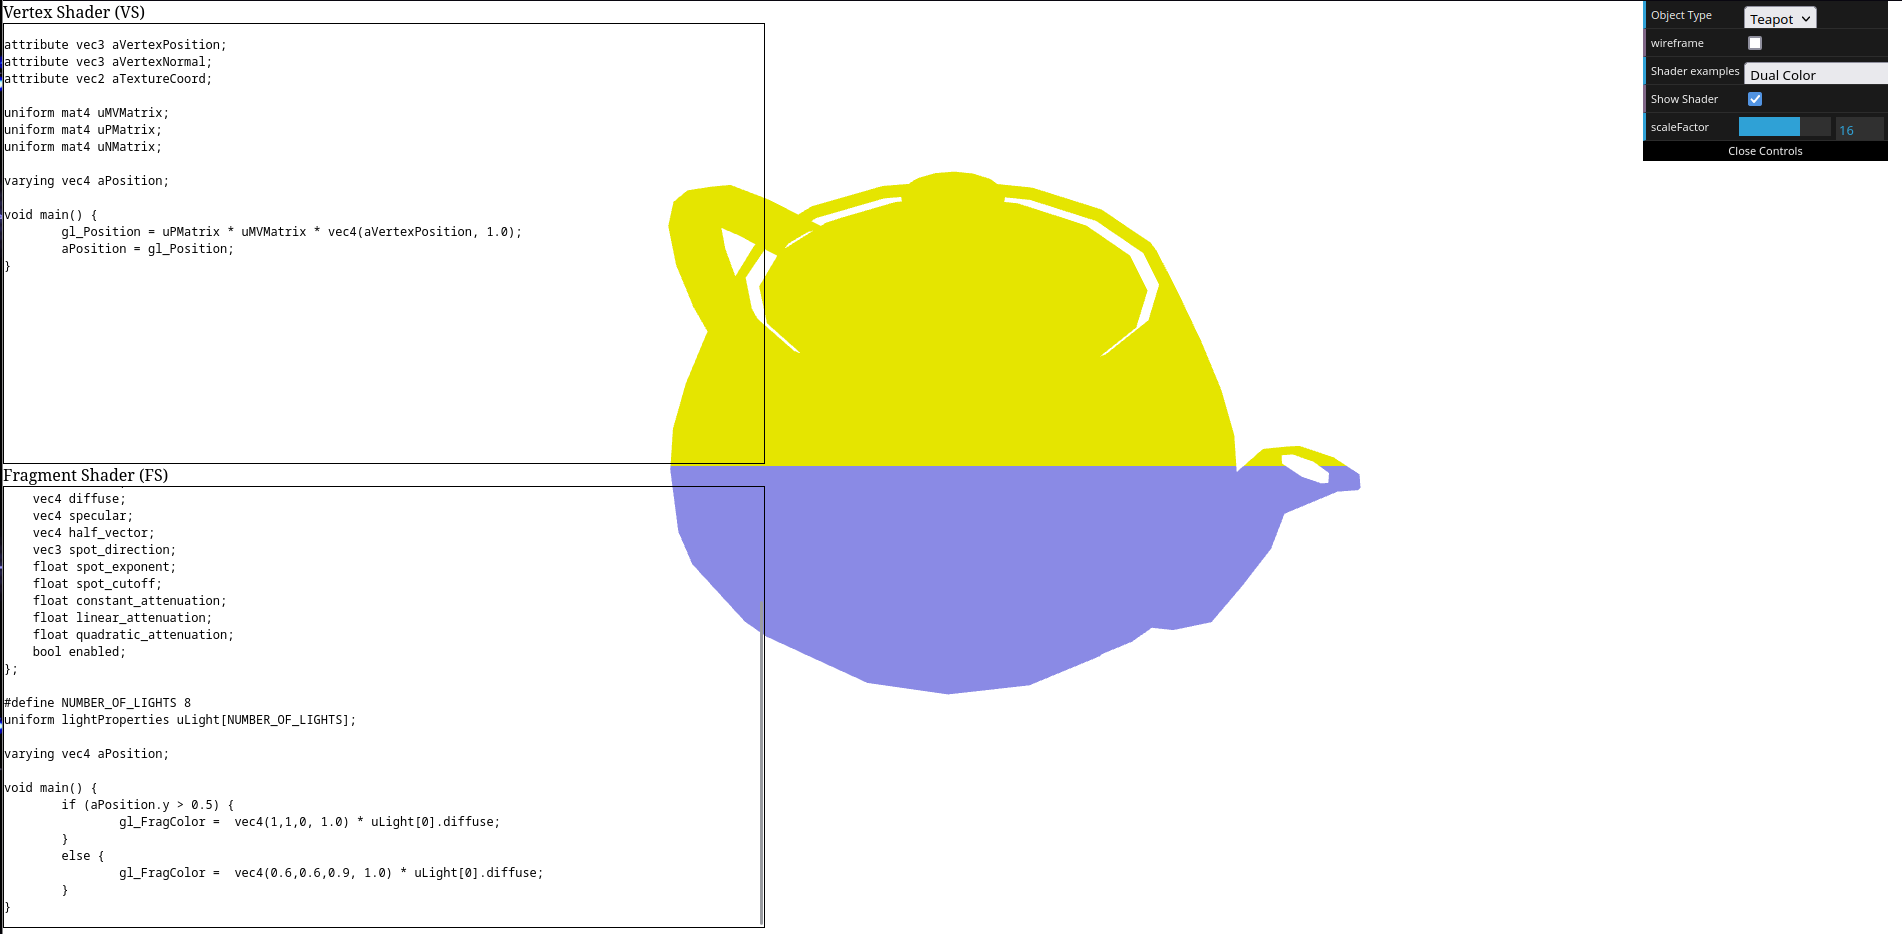 Vertex Shader (VS)
attribute vec3 aVertexPosition;
attribute vec3 aVertexNormal;
attribute vec2 aTextureCoord;
uniform mat4 uMVMatrix;
uniform mat4 uPMatrix;
uniform mat4 uNMatrix;
varying vec4 aPosition;
void main() {
gl_Position = uPMatrix * uMVMatrix * vec4(aVertexPosition, 1.0);
aPosition = gl_Position;
}
Fragment Shader (FS)
vec4 diffuse;
vec4 specular;
vec4 half_vector;
vec3 spot_direction;
float spot_exponent;
float spot_cutoff;
float constant_attenuation;
float linear_attenuation;
float quadratic_attenuation;
bool enabled;
};
#define NUMBER_OF_LIGHTS 8
uniform lightProperties uLight[NUMBER_OF_LIGHTS];
varying vec4 aPosition;
void main() {
if (aPosition.y > 0.5) {
gl_FragColor =  vec4(1,1,0, 1.0) * uLight[0].diffuse;
}
else {
gl_FragColor =  vec4(0.6,0.6,0.9, 1.0) * uLight[0].diffuse;
}
}
Object Type Teapot
wireframe
Shader examples Dual Color
Show Shader
scaleFactor 16
Close Controls